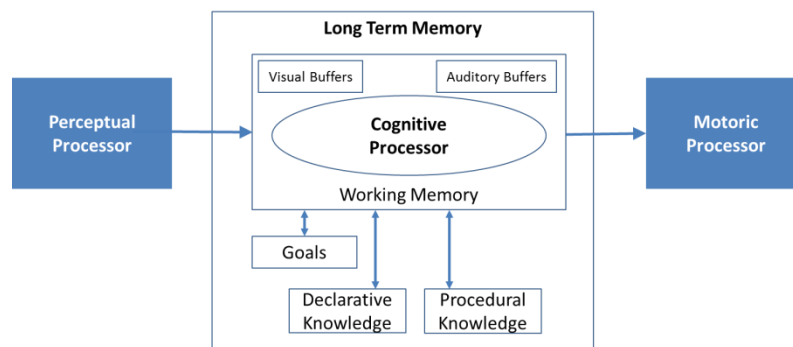 Long Term Memory
Visual Buffers
Auditory Buffers
Perceptual
Processor
Cognitive
Processor
Motoric
Processor
Working Memory
Goals
Declarative
Knowledge
Procedural
Knowledge